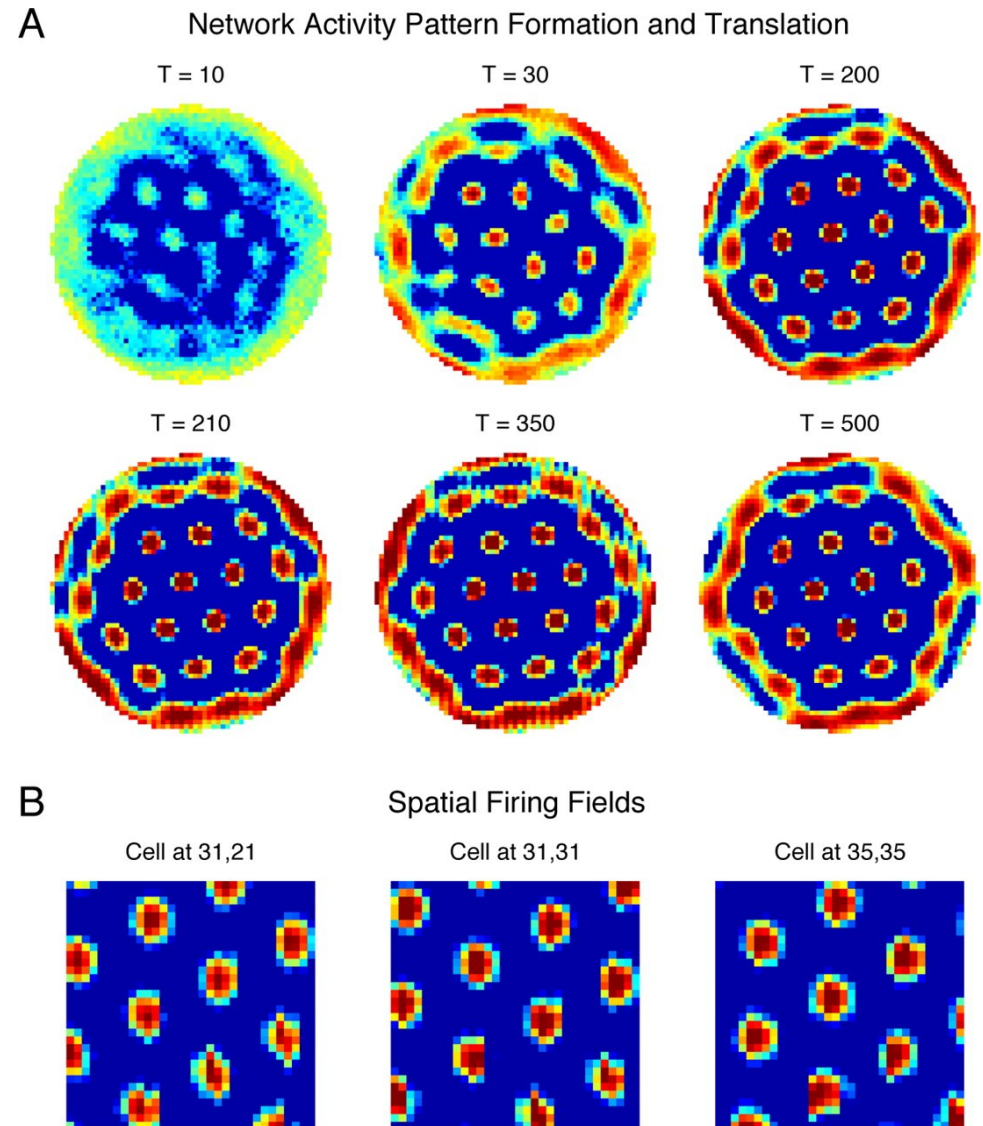 A
Network Activity Pattern Formation and Translation
T = 10
T = 30
T = 200
T = 210
T = 350
T = 500
B
Spatial Firing Fields
Cell at 31,21
Cell at 31,31
Cell at 35,35